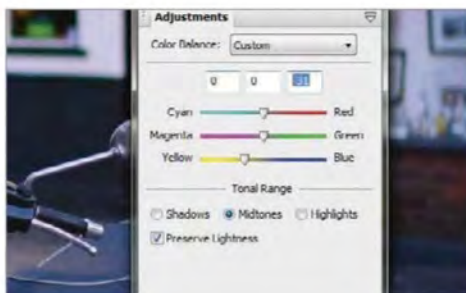 Adjustments
Color Balance: Custom
0 0
Cyan Red
Magenta Green
Yellow Blue
Tonal Range
Shadows Midtones Highlights
Preserve Lightness